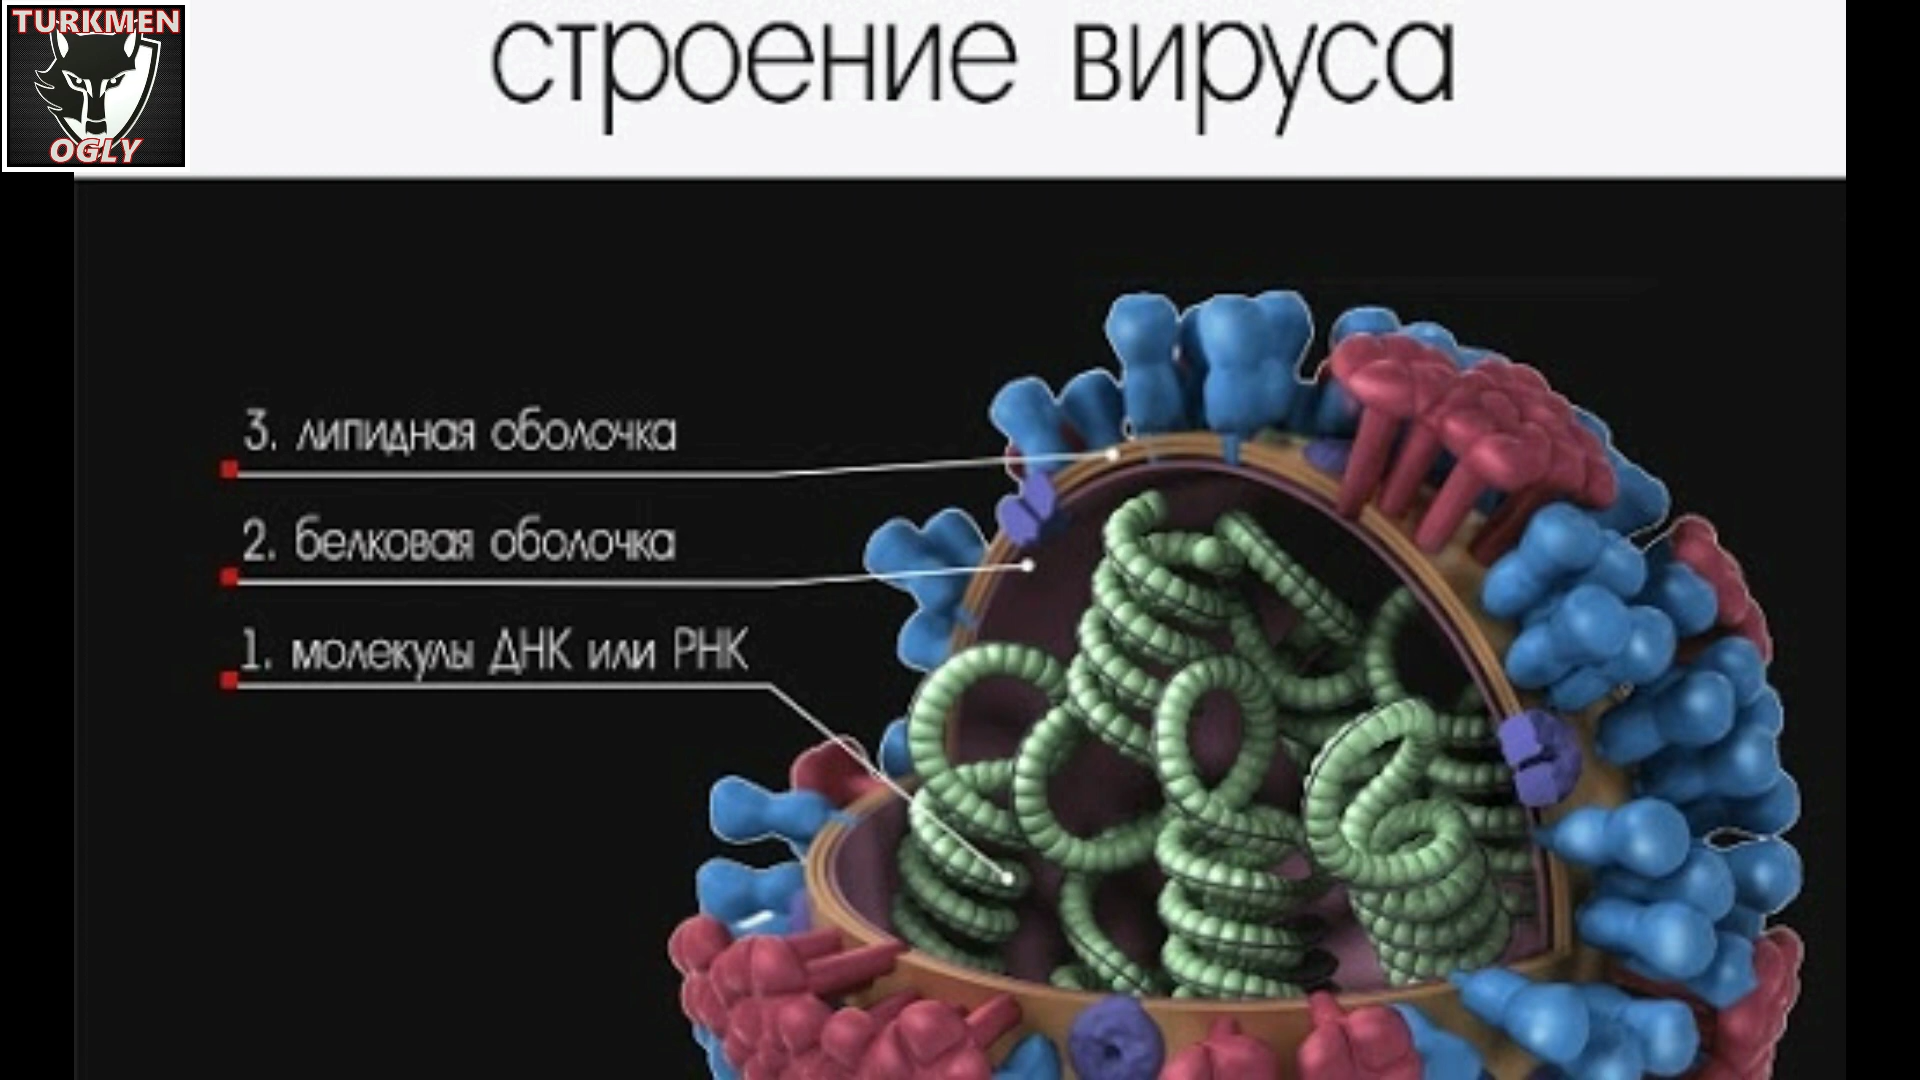 TURKMEN
OGLY
строение вируса
3. липидная оболочка
2. белковая оболочка
1. молекулы ДНК или РНК